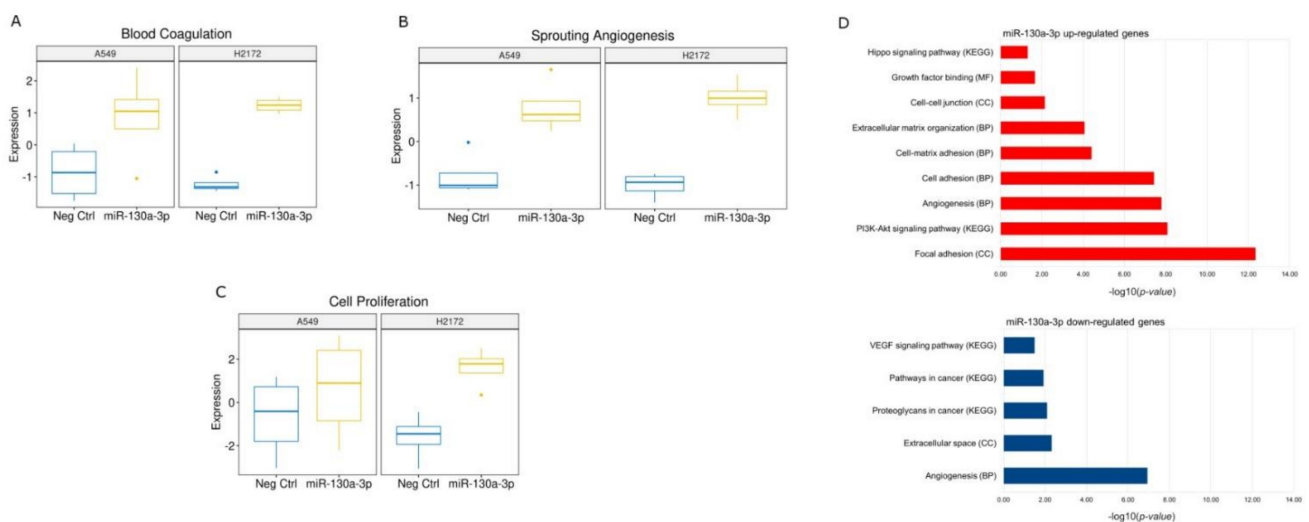 A
Blood Coagulation
A549
H2172
Expression
2
1
0
-1
Neg Ctrl
miR-130a-3p
Neg Ctrl
miR-130a-3p
B
Sprouting Angiogenesis
A549
H2172
Expression
1
0
-1
Neg Ctrl
miR-130a-3p
Neg Ctrl
miR-130a-3p
C
Cell Proliferation
A549
H2172
Expression
2
0
-2
Neg Ctrl
miR-130a-3p
Neg Ctrl
miR-130a-3p
D
miR-130a-3p up-regulated genes
Hippo signaling pathway (KEGG)
Growth factor binding (MF)
Cell-cell junction (CC)
Extracellular matrix organization (BP)
Cell-matrix adhesion (BP)
Cell adhesion (BP)
Angiogenesis (BP)
PI3K-Akt signaling pathway (KEGG)
Focal adhesion (CC)
0.00 2.00 4.00 6.00 8.00 10.00 12.00 14.00
-log10(p-value)
miR-130a-3p down-regulated genes
VEGF signaling pathway (KEGG)
Pathways in cancer (KEGG)
Proteoglycans in cancer (KEGG)
Extracellular space (CC)
Angiogenesis (BP)
0.00 2.00 4.00 6.00 8.00 10.00 12.00 14.00
-log10(p-value)